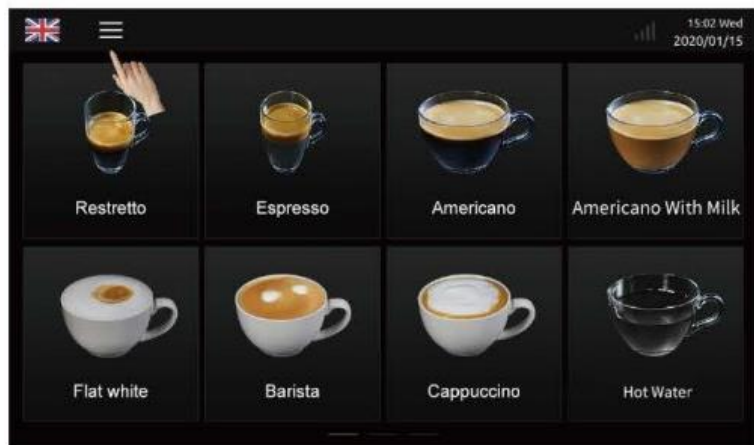 15:02 Wed
2020/01/15
Restretto
Espresso
Americano
Americano With Milk
Flat white
Barista
Cappuccino
Hot Water